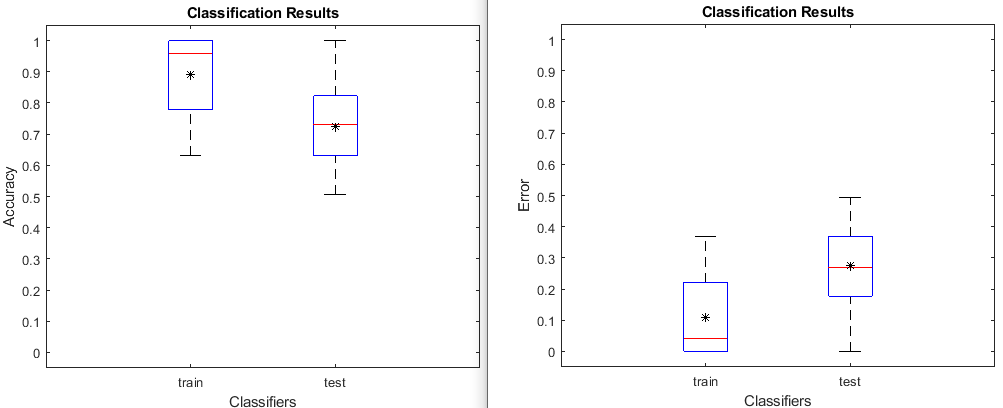 Classification Results
1
0.9
0.8
0.7
0.6
0.5
0.4
0.3
0.2
0.1
0
Accuracy
train test
Classifiers
Classification Results
1
0.9
0.8
0.7
0.6
0.5
0.4
0.3
0.2
0.1
0
Error
train test
Classifiers